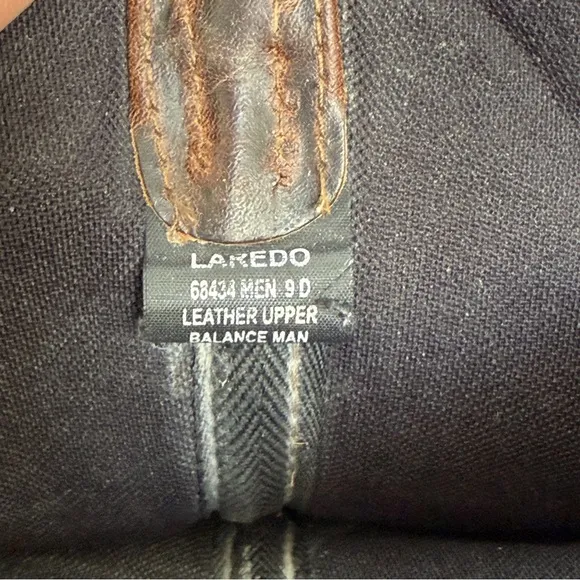 LAREDO
68434 MEN 9 D
LEATHER UPPER
BALANCE MAN